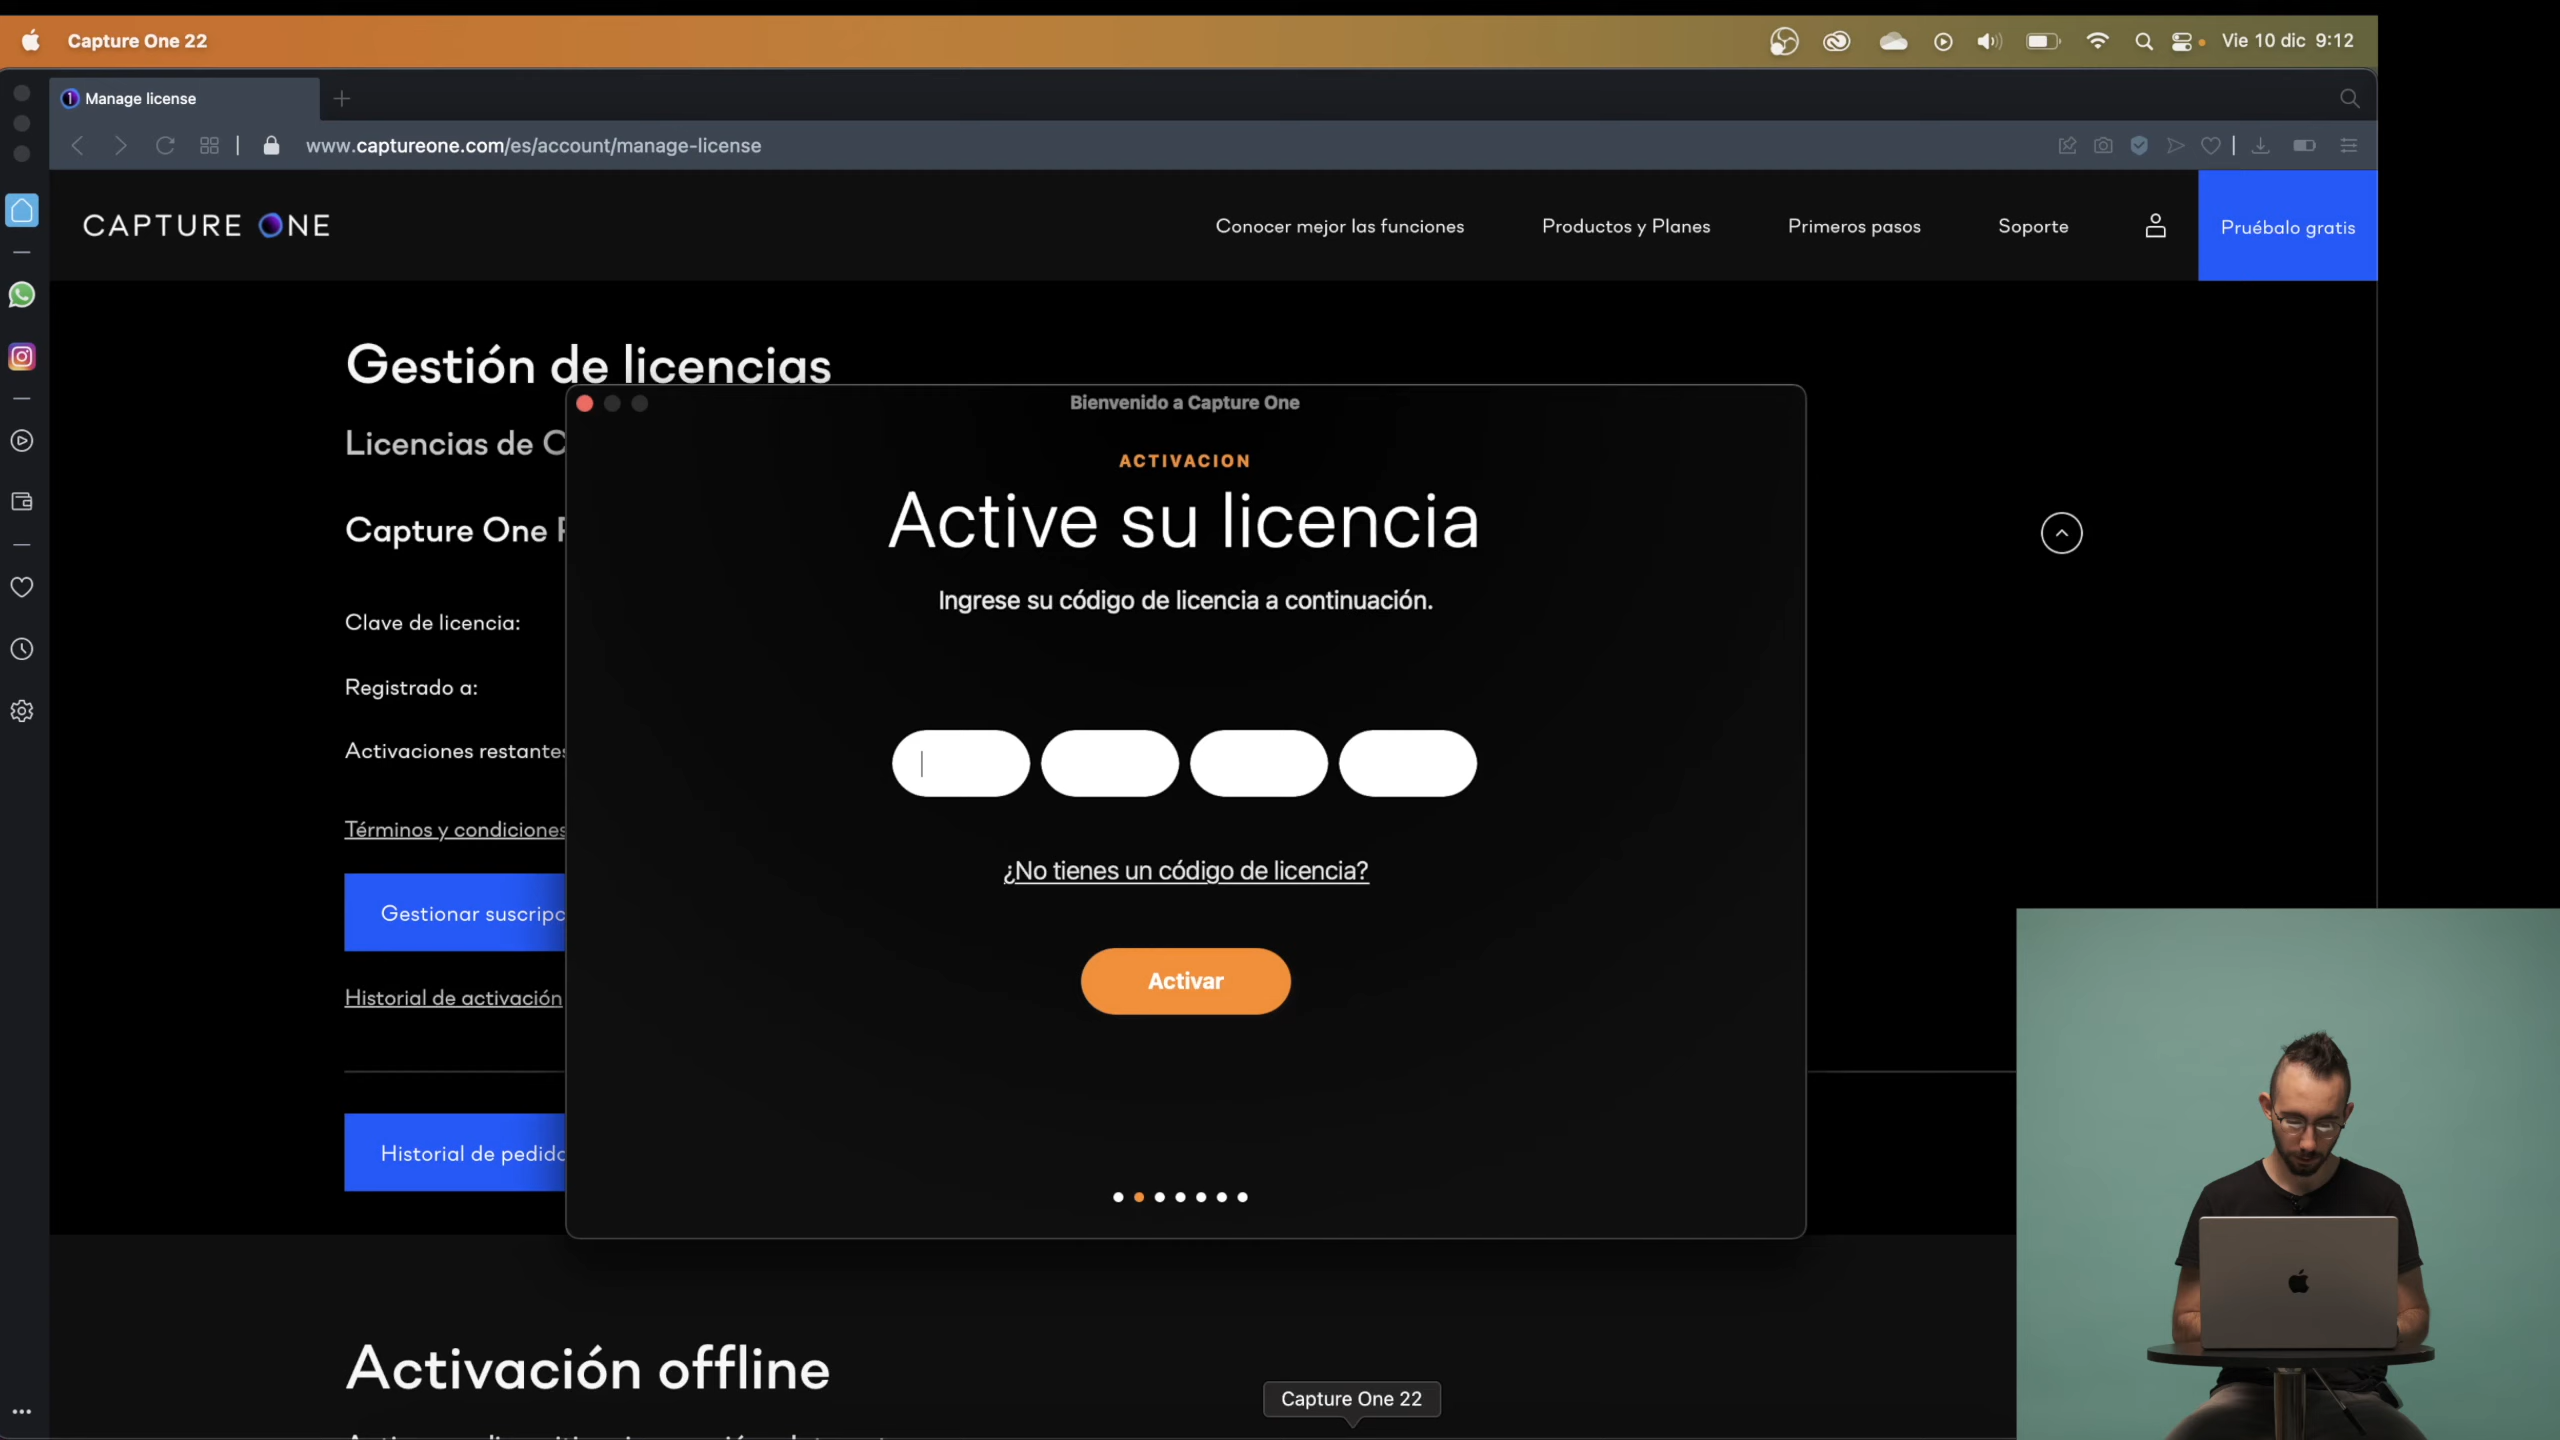 Capture One 22
Vie 10 dic 9:12
Manage license
www.captureone.com/es/account/manage-license
CAPTURE ONE
Conocer mejor las funciones
Productos y Planes
Primeros pasos
Soporte
Pruébalo gratis
Gestión de licencias
Licencias de
Capture One
Clave de licencia:
Registrado a:
Activaciones restantes
Términos y condiciones
Gestionar
Historial de activación
Historial de
Bienvenido a Capture One
ACTIVACION
Active su licencia
Ingrese su código de licencia a continuación.
¿No tienes un código de licencia?
Activar
Activación offline
Capture One 22